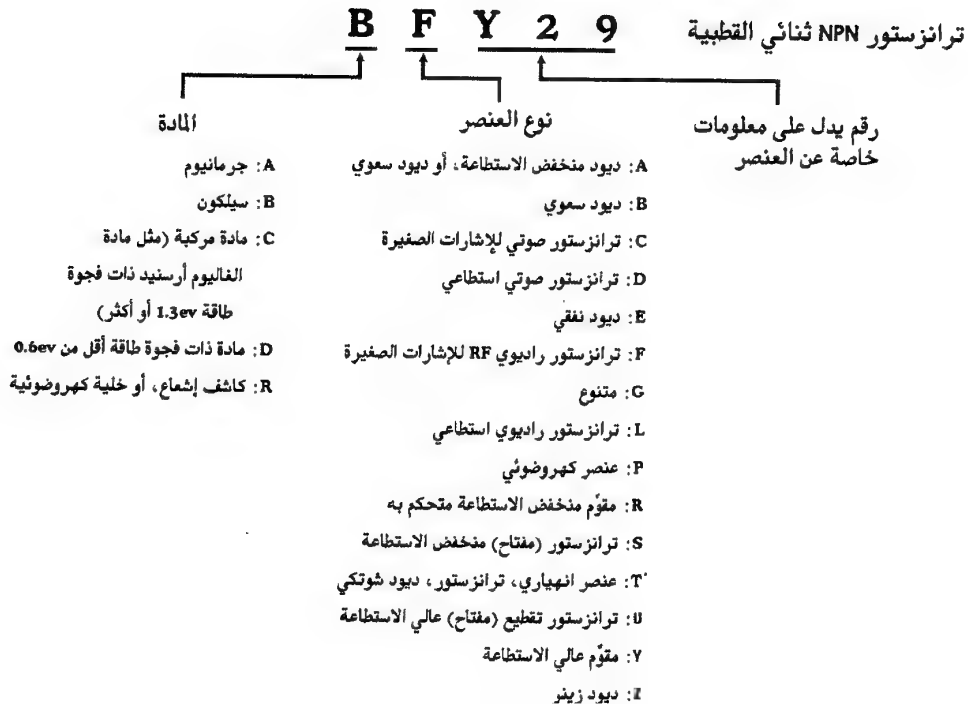 ترانزستور NPN ثنائي القطبية
B F Y 2 9
المادة
A: جرمانيوم
B: سيلكون
C: مادة مركبة (مثل مادة
الغاليوم أرسنيد ذات فجوة
طاقة 1.3ev أو أكثر)
D: مادة ذات فجوة طاقة أقل من 0.6ev
R: كاشف إشعاع، أو خلية كهروضوئية
نوع العنصر
A: ديود منخفض الاستطاعة، أو ديود سعوي
B: ديود سعوي
C: ترانزستور صوتي للإشارات الصغيرة
D: ترانزستور صوتي استطاعي
E: ديود نفقي
F: ترانزستور راديوي RF للإشارات الصغيرة
G: متنوع
L: ترانزستور راديوي استطاعي
P: عنصر كهروضوئي
R: مقوّم منخفض الاستطاعة متحكم به
S: ترانزستور (مفتاح) منخفض الاستطاعة
T: عنصر انهياري، ترانزستور، ديود شوتكي
U: ترانزستور تقطيع (مفتاح) عالي الاستطاعة
Y: مقوّم عالي الاستطاعة
Z: ديود زينر
رقم يدل على معلومات
خاصة عن العنصر